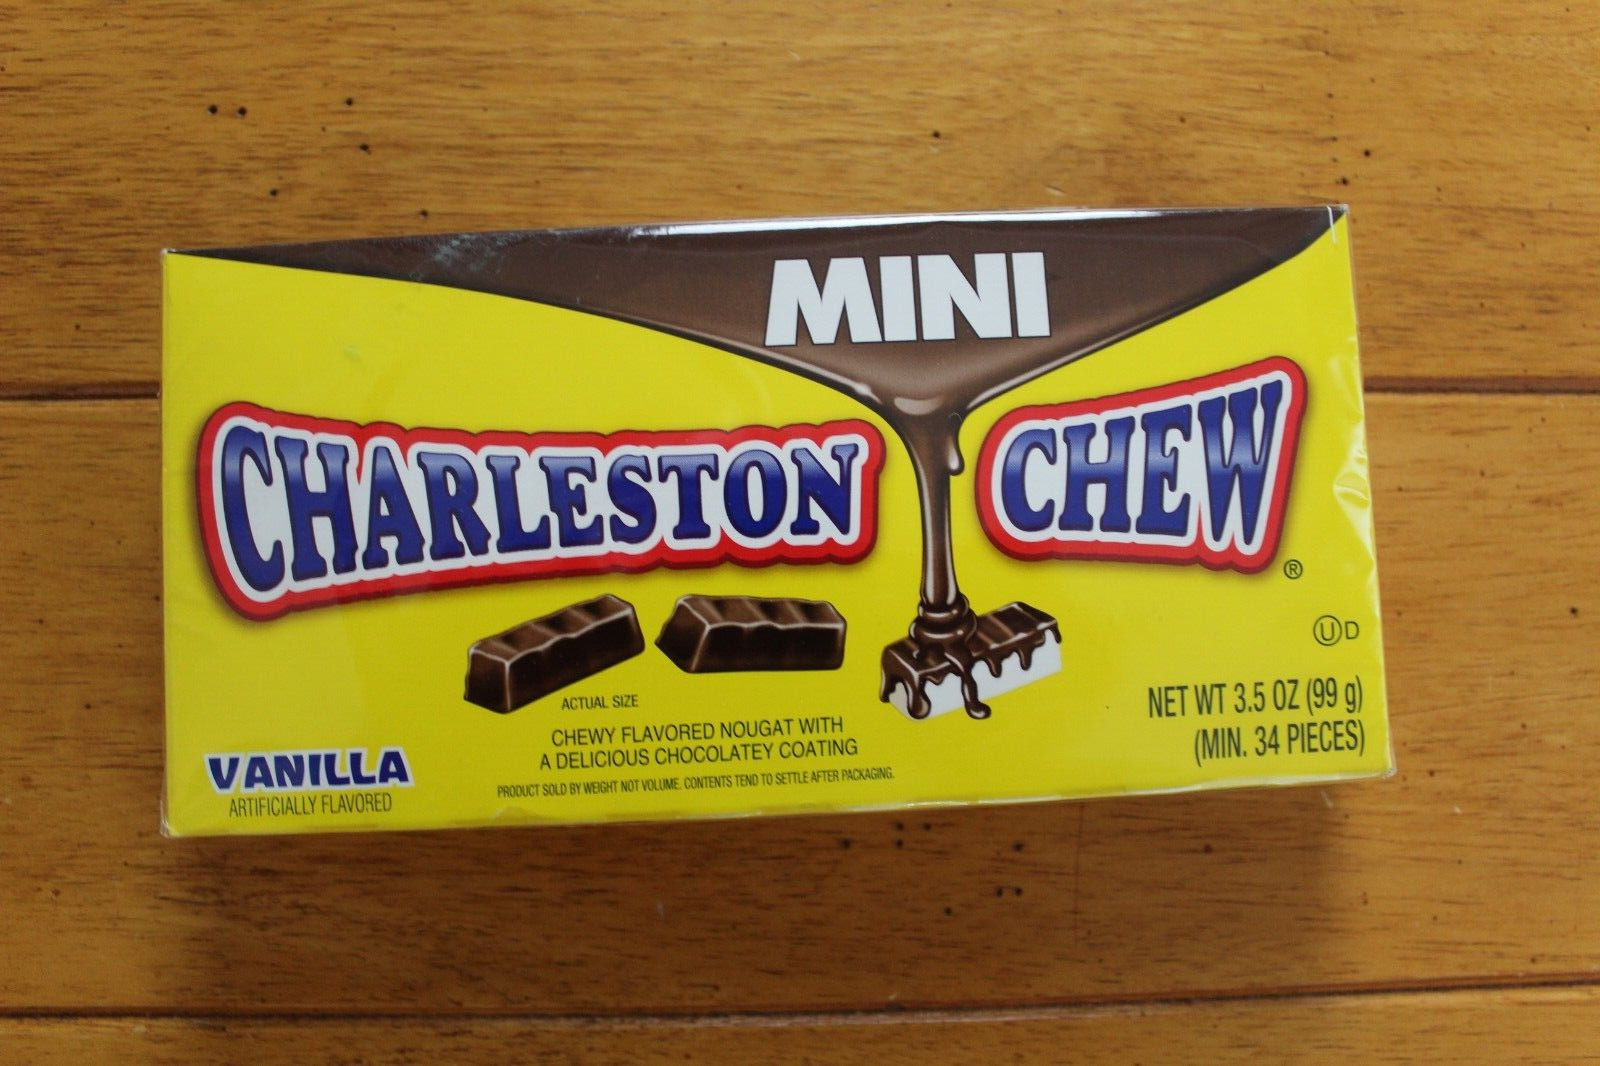 MINI
CHARLESTON CHEW®
ⓊD
ACTUAL SIZE
CHEWY FLAVORED NOUGAT WITH
A DELICIOUS CHOCOLATEY COATING
PRODUCT SOLD BY WEIGHT NOT VOLUME. CONTENTS TEND TO SETTLE AFTER PACKAGING.
NET WT 3.5 OZ (99 g)
(MIN. 34 PIECES)
VANILLA
ARTIFICIALLY FLAVORED